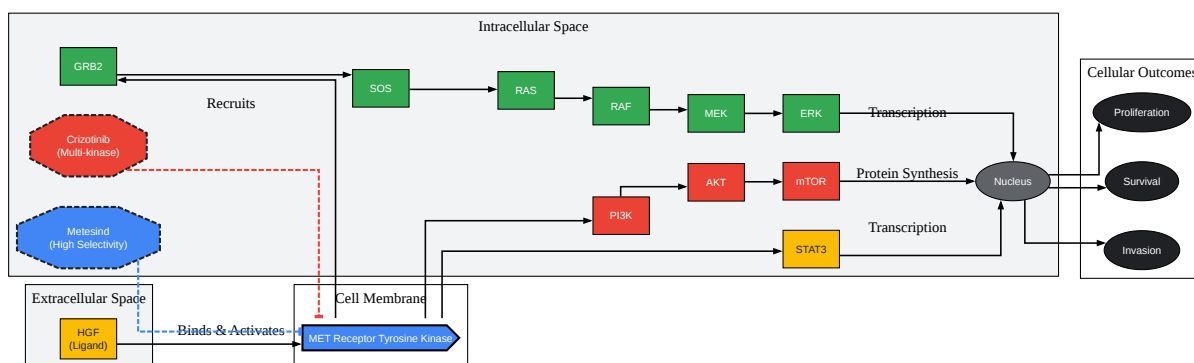 Intracellular Space
GRB2
SOS
RAS
RAF
MEK
ERK
Transcription
Recruits
Crizotinib
(Multi-kinase)
PI3K
AKT
mTOR
Protein Synthesis
Nucleus
Metesind
(High Selectivity)
STAT3
Transcription
Cellular Outcomes
Proliferation
Survival
Invasion
Extracellular Space
HGF
(Ligand)
Binds & Activates
Cell Membrane
MET Receptor Tyrosine Kinase